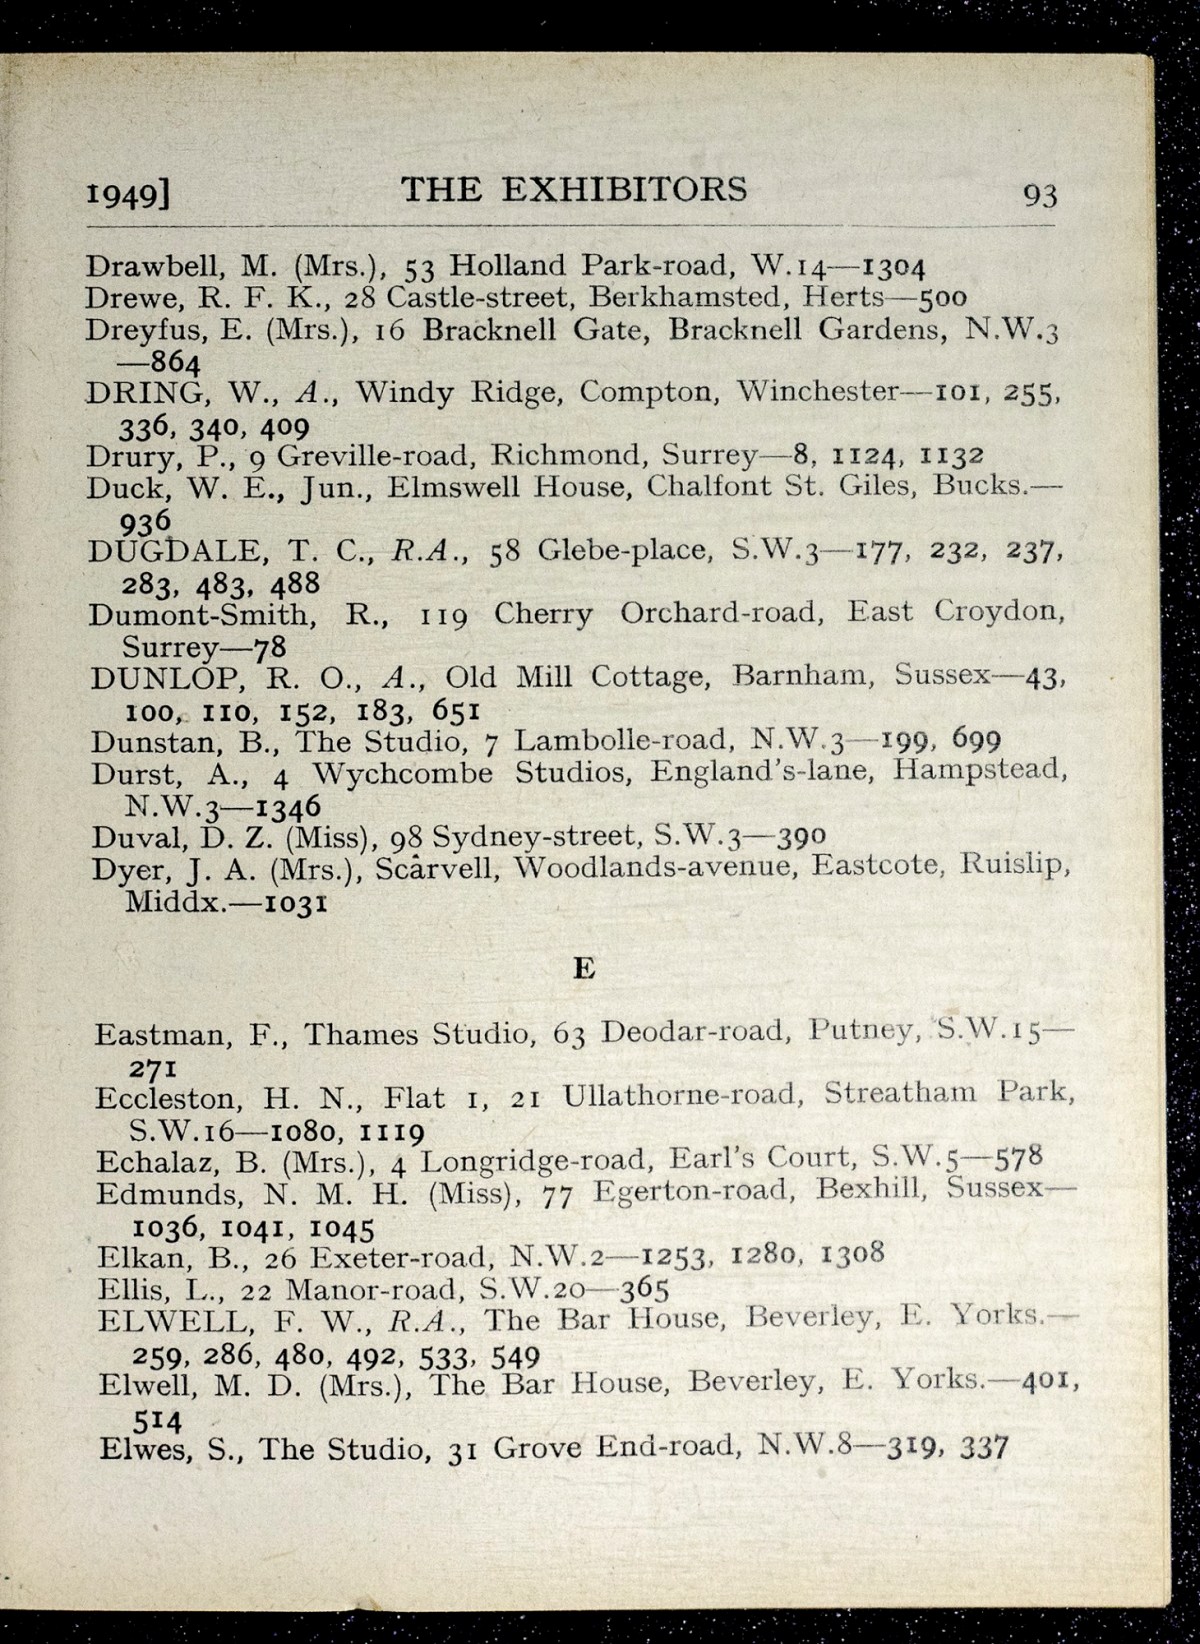 1949] THE EXHIBITORS 93
Drawbell, M. (Mrs.), 53 Holland Park-road, W.14—1304
Drewe, R. F. K., 28 Castle-street, Berkhamsted, Herts—500
Dreyfus, E. (Mrs.), 16 Bracknell Gate, Bracknell Gardens, N.W.3
—864
DRING, W., A., Windy Ridge, Compton, Winchester—101, 255,
336, 340, 409
Drury, P., 9 Greville-road, Richmond, Surrey—8, 1124, 1132
Duck, W. E., Jun., Elmswell House, Chalfont St. Giles, Bucks.—
936
DUGDALE, T. C., R.A., 58 Glebe-place, S.W.3—177, 232, 237,
283, 483, 488
Dumont-Smith, R., 119 Cherry Orchard-road, East Croydon,
Surrey—78
DUNLOP, R. O., A., Old Mill Cottage, Barnham, Sussex—43,
100, 110, 152, 183, 651
Dunstan, B., The Studio, 7 Lambolle-road, N.W.3—199, 699
Durst, A., 4 Wychcombe Studios, England's-lane, Hampstead,
N.W.3—1346
Duval, D. Z. (Miss), 98 Sydney-street, S.W.3—390
Dyer, J. A. (Mrs.), Scârvell, Woodlands-avenue, Eastcote, Ruislip,
Middx.—1031
E
Eastman, F., Thames Studio, 63 Deodar-road, Putney, S.W.15—
271
Eccleston, H. N., Flat 1, 21 Ullathorne-road, Streatham Park,
S.W.16—1080, 1119
Echalaz, B. (Mrs.), 4 Longridge-road, Earl's Court, S.W.5—578
Edmunds, N. M. H. (Miss), 77 Egerton-road, Bexhill, Sussex—
1036, 1041, 1045
Elkan, B., 26 Exeter-road, N.W.2—1253, 1280, 1308
Ellis, L., 22 Manor-road, S.W.20—365
ELWELL, F. W., R.A., The Bar House, Beverley, E. Yorks.—
259, 286, 480, 492, 533, 549
Elwell, M. D. (Mrs.), The Bar House, Beverley, E. Yorks.—401,
514
Elwes, S., The Studio, 31 Grove End-road, N.W.8—319, 337